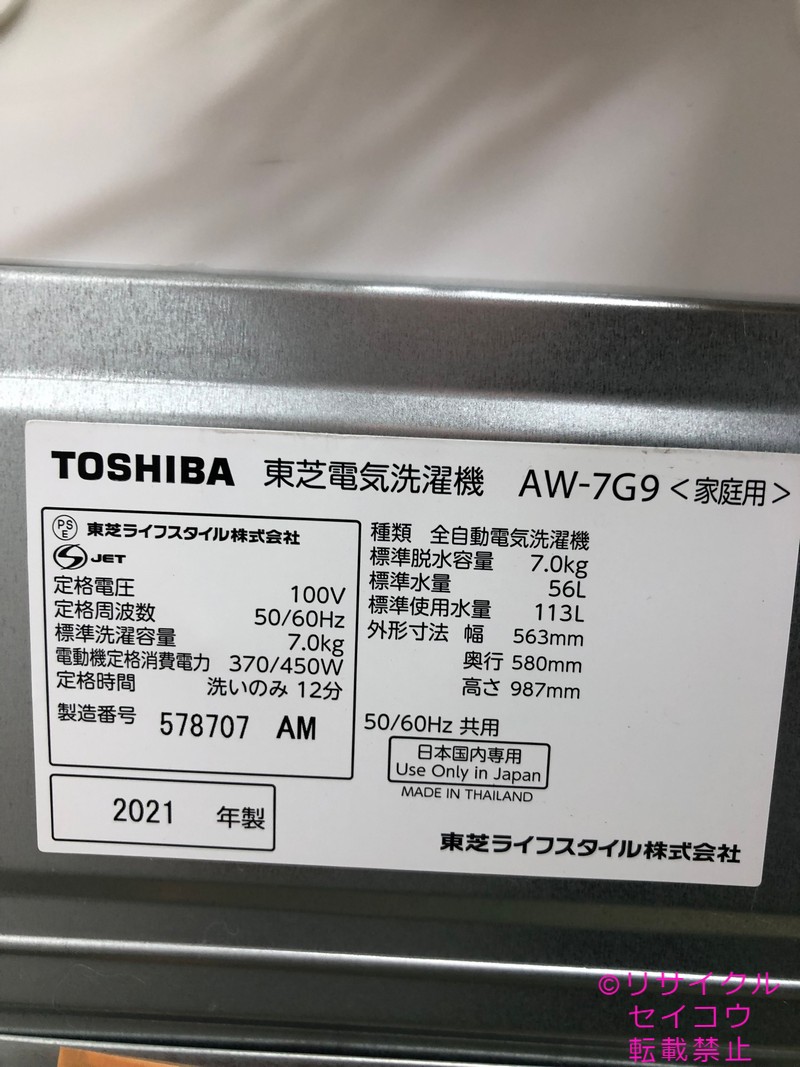 TOSHIBA 東芝電気洗濯機 AW-7G9<家庭用>
PSE 東芝ライフスタイル株式会社
JET
定格電圧 100V
定格周波数 50/60Hz
標準洗濯容量 7.0kg
電動機定格消費電力 370/450W
定格時間 洗いのみ 12分
製造番号 578707 AM
2021 年製
種類 全自動電気洗濯機
標準脱水容量 7.0kg
標準水量 56L
標準使用水量 113L
外形寸法 幅 563mm
奥行 580mm
高さ 987mm
50/60Hz 共用
日本国内専用
Use Only in Japan
MADE IN THAILAND
東芝ライフスタイル株式会社
©リサイクル
セイコウ
転載禁止